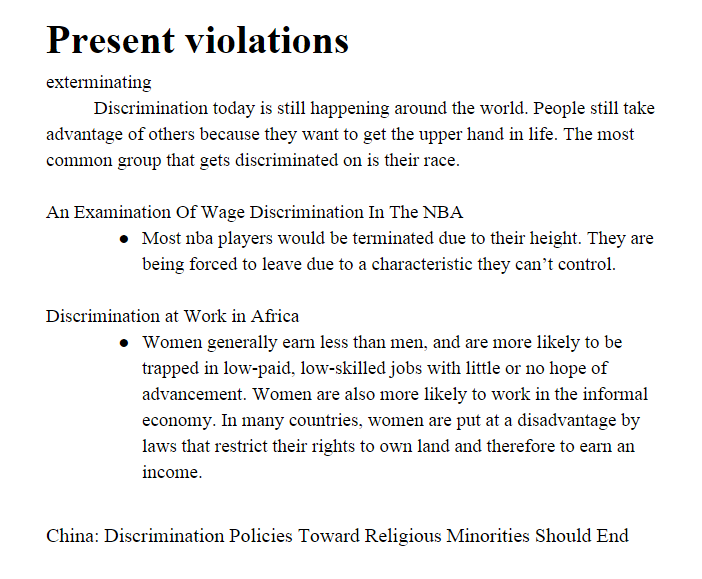 Present violations
exterminating
Discrimination today is still happening around the world. People still take
advantage of others because they want to get the upper hand in life. The most
common group that gets discriminated on is their race.
An Examination Of Wage Discrimination In The NBA
● Most nba players would be terminated due to their height. They are
being forced to leave due to a characteristic they can’t control.
Discrimination at Work in Africa
● Women generally earn less than men, and are more likely to be
trapped in low-paid, low-skilled jobs with little or no hope of
advancement. Women are also more likely to work in the informal
economy. In many countries, women are put at a disadvantage by
laws that restrict their rights to own land and therefore to earn an
income.
China: Discrimination Policies Toward Religious Minorities Should End